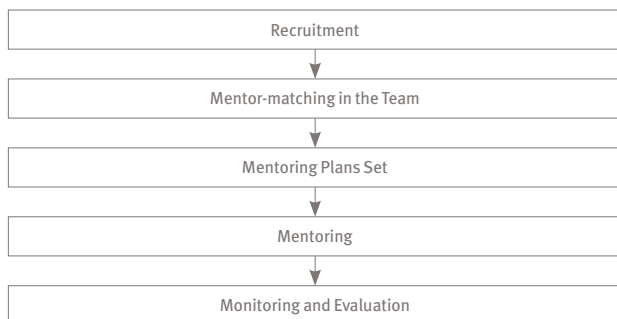 Recruitment
Mentor-matching in the Team
Mentoring Plans Set
Mentoring
Monitoring and Evaluation